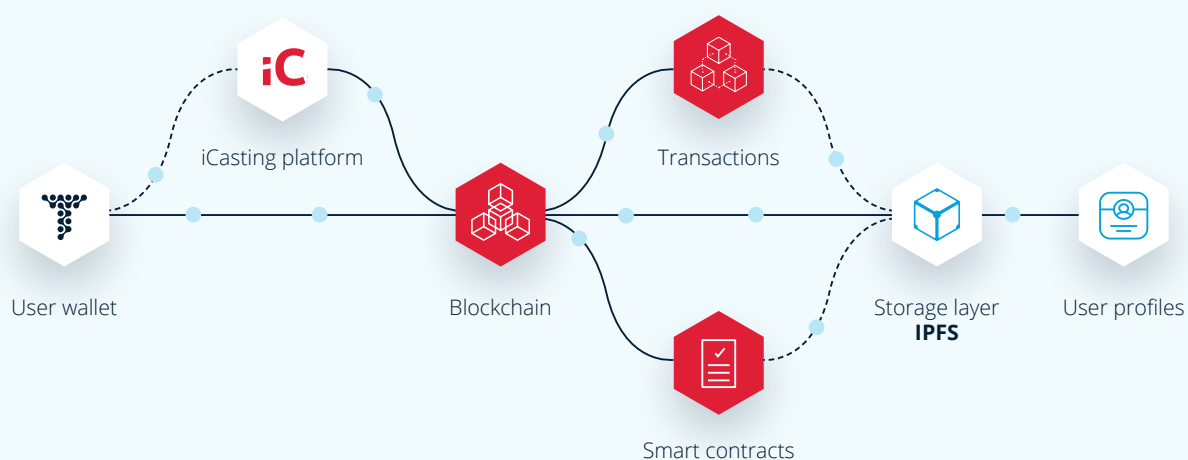 iC
iCasting platform
Transactions
User wallet
Blockchain
Storage layer
IPFS
User profiles
Smart contracts